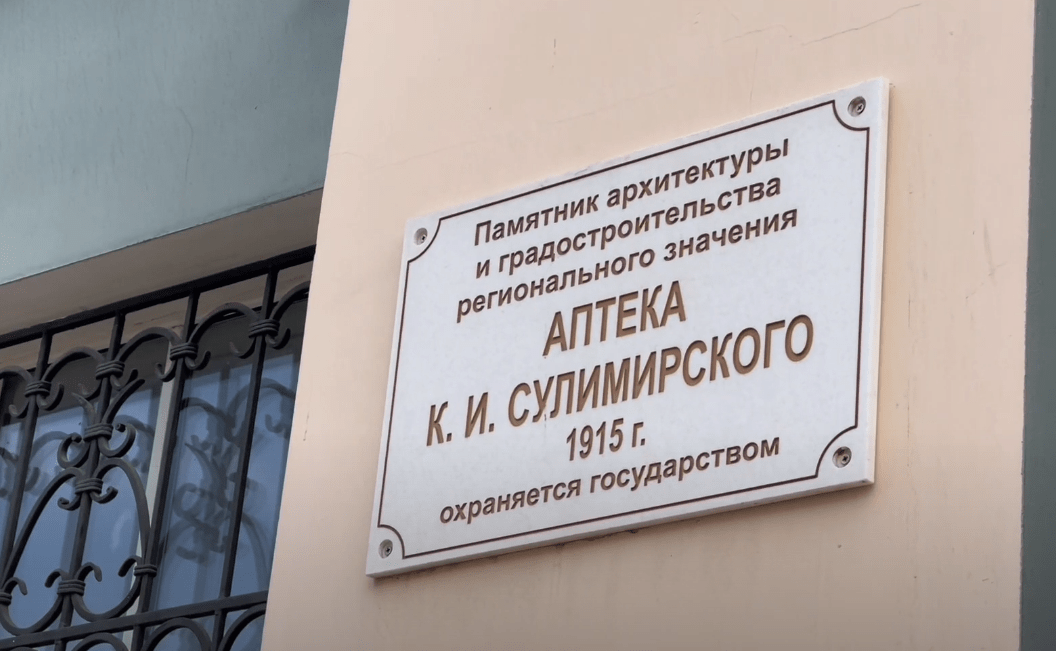 Памятник архитектуры
и градостроительства
регионального значения
АПТЕКА
К. И. СУЛИМИРСКОГО
1915 г.
охраняется государством